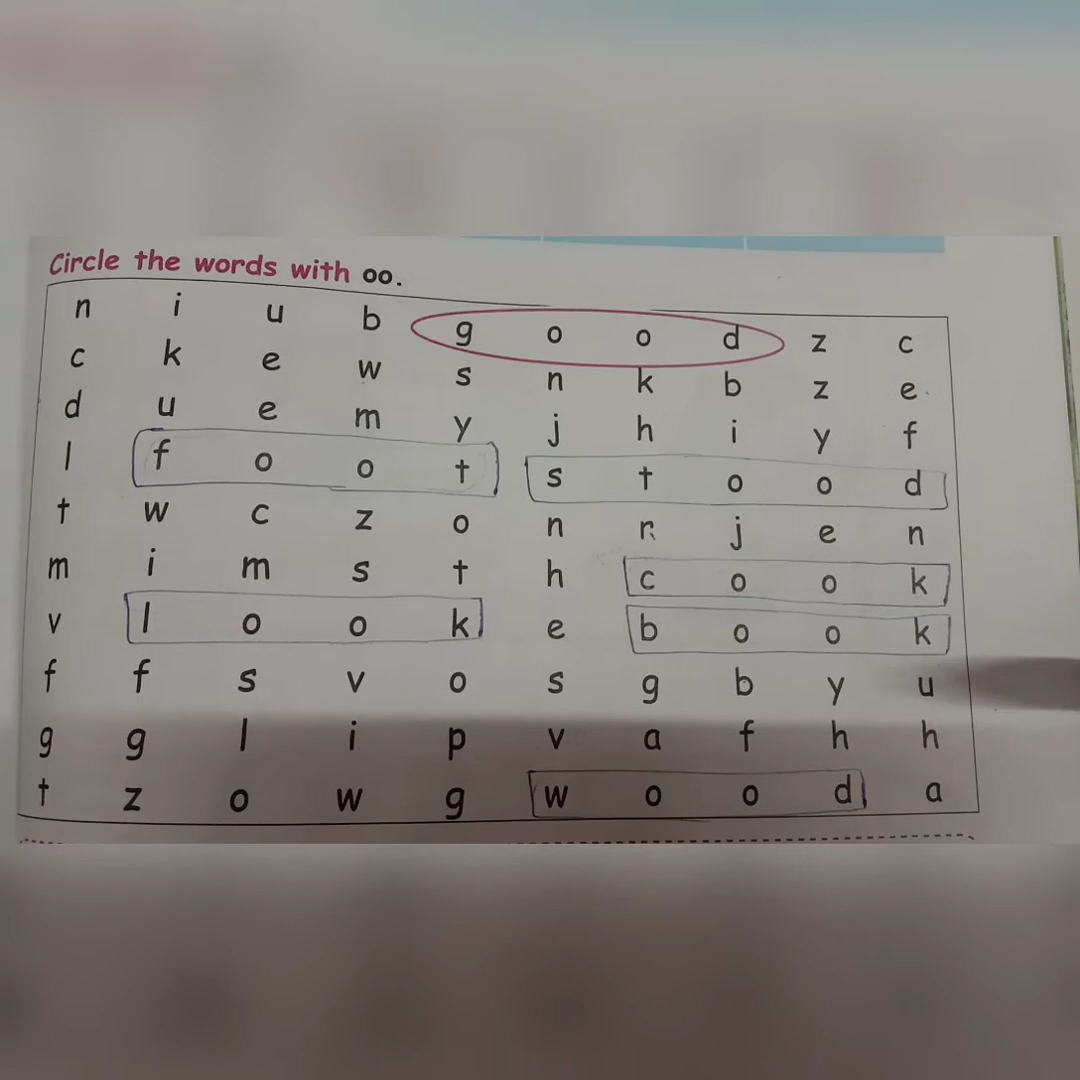 Circle the words with oo.
n i u b g o o d z c
c k e w s n k b z e
d u e m y j h i y f
l f o o t s t o o d
t w c z o n r j e n
m i m s t h c o o k
v l o o k e b o o k
f f s v o s g b y u
g g l i p v a f h h
t z o w g w o o d a